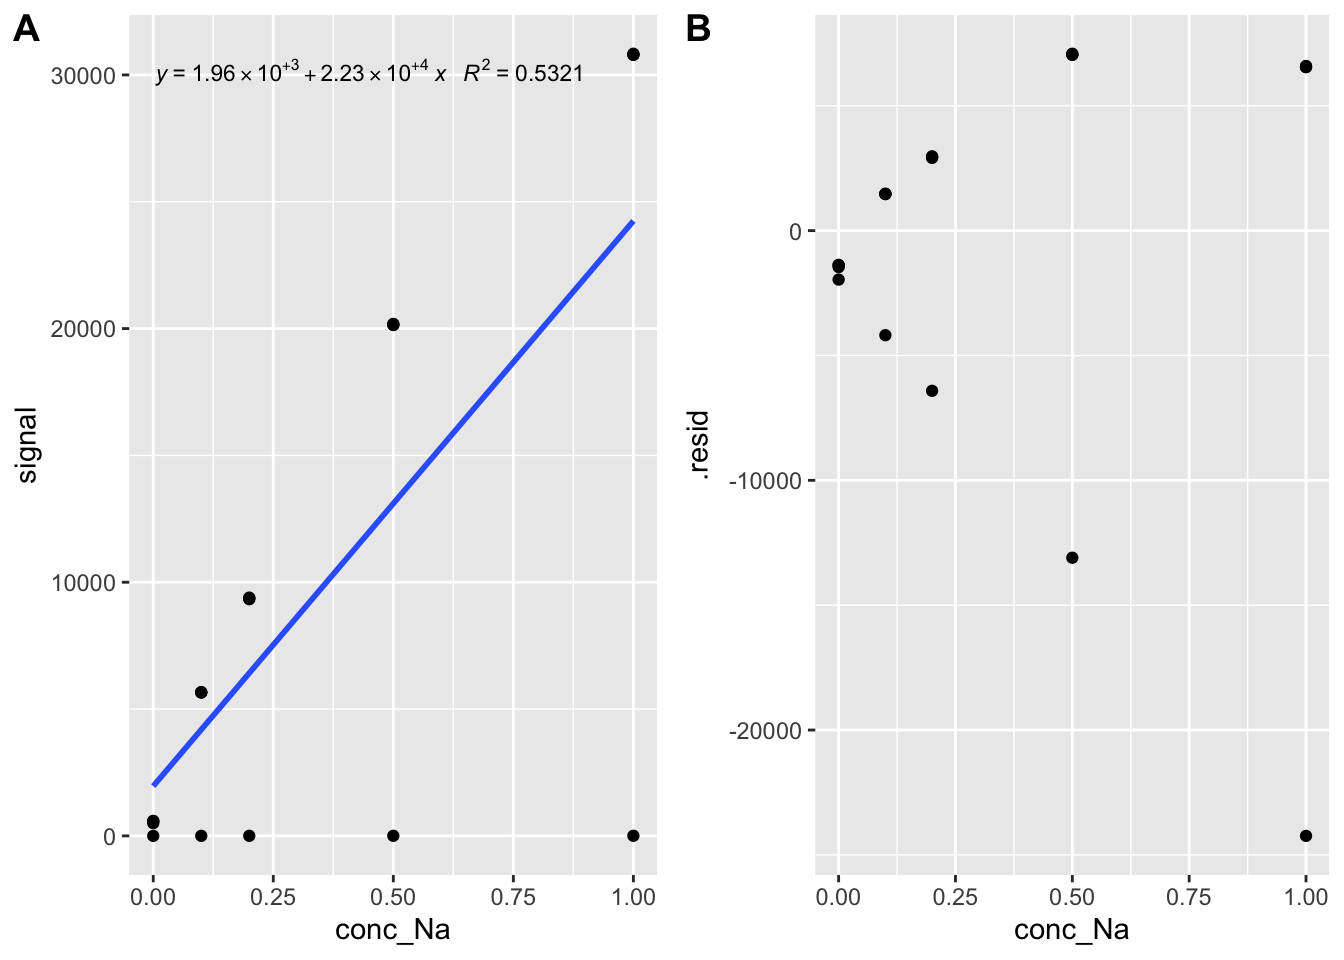 A
y = 1.96 × 10⁺³ + 2.23 × 10⁺⁴ x R² = 0.5321
30000
20000
10000
0
signal
0.00 0.25 0.50 0.75 1.00
conc_Na
B
0
-10000
-20000
.resid
0.00 0.25 0.50 0.75 1.00
conc_Na